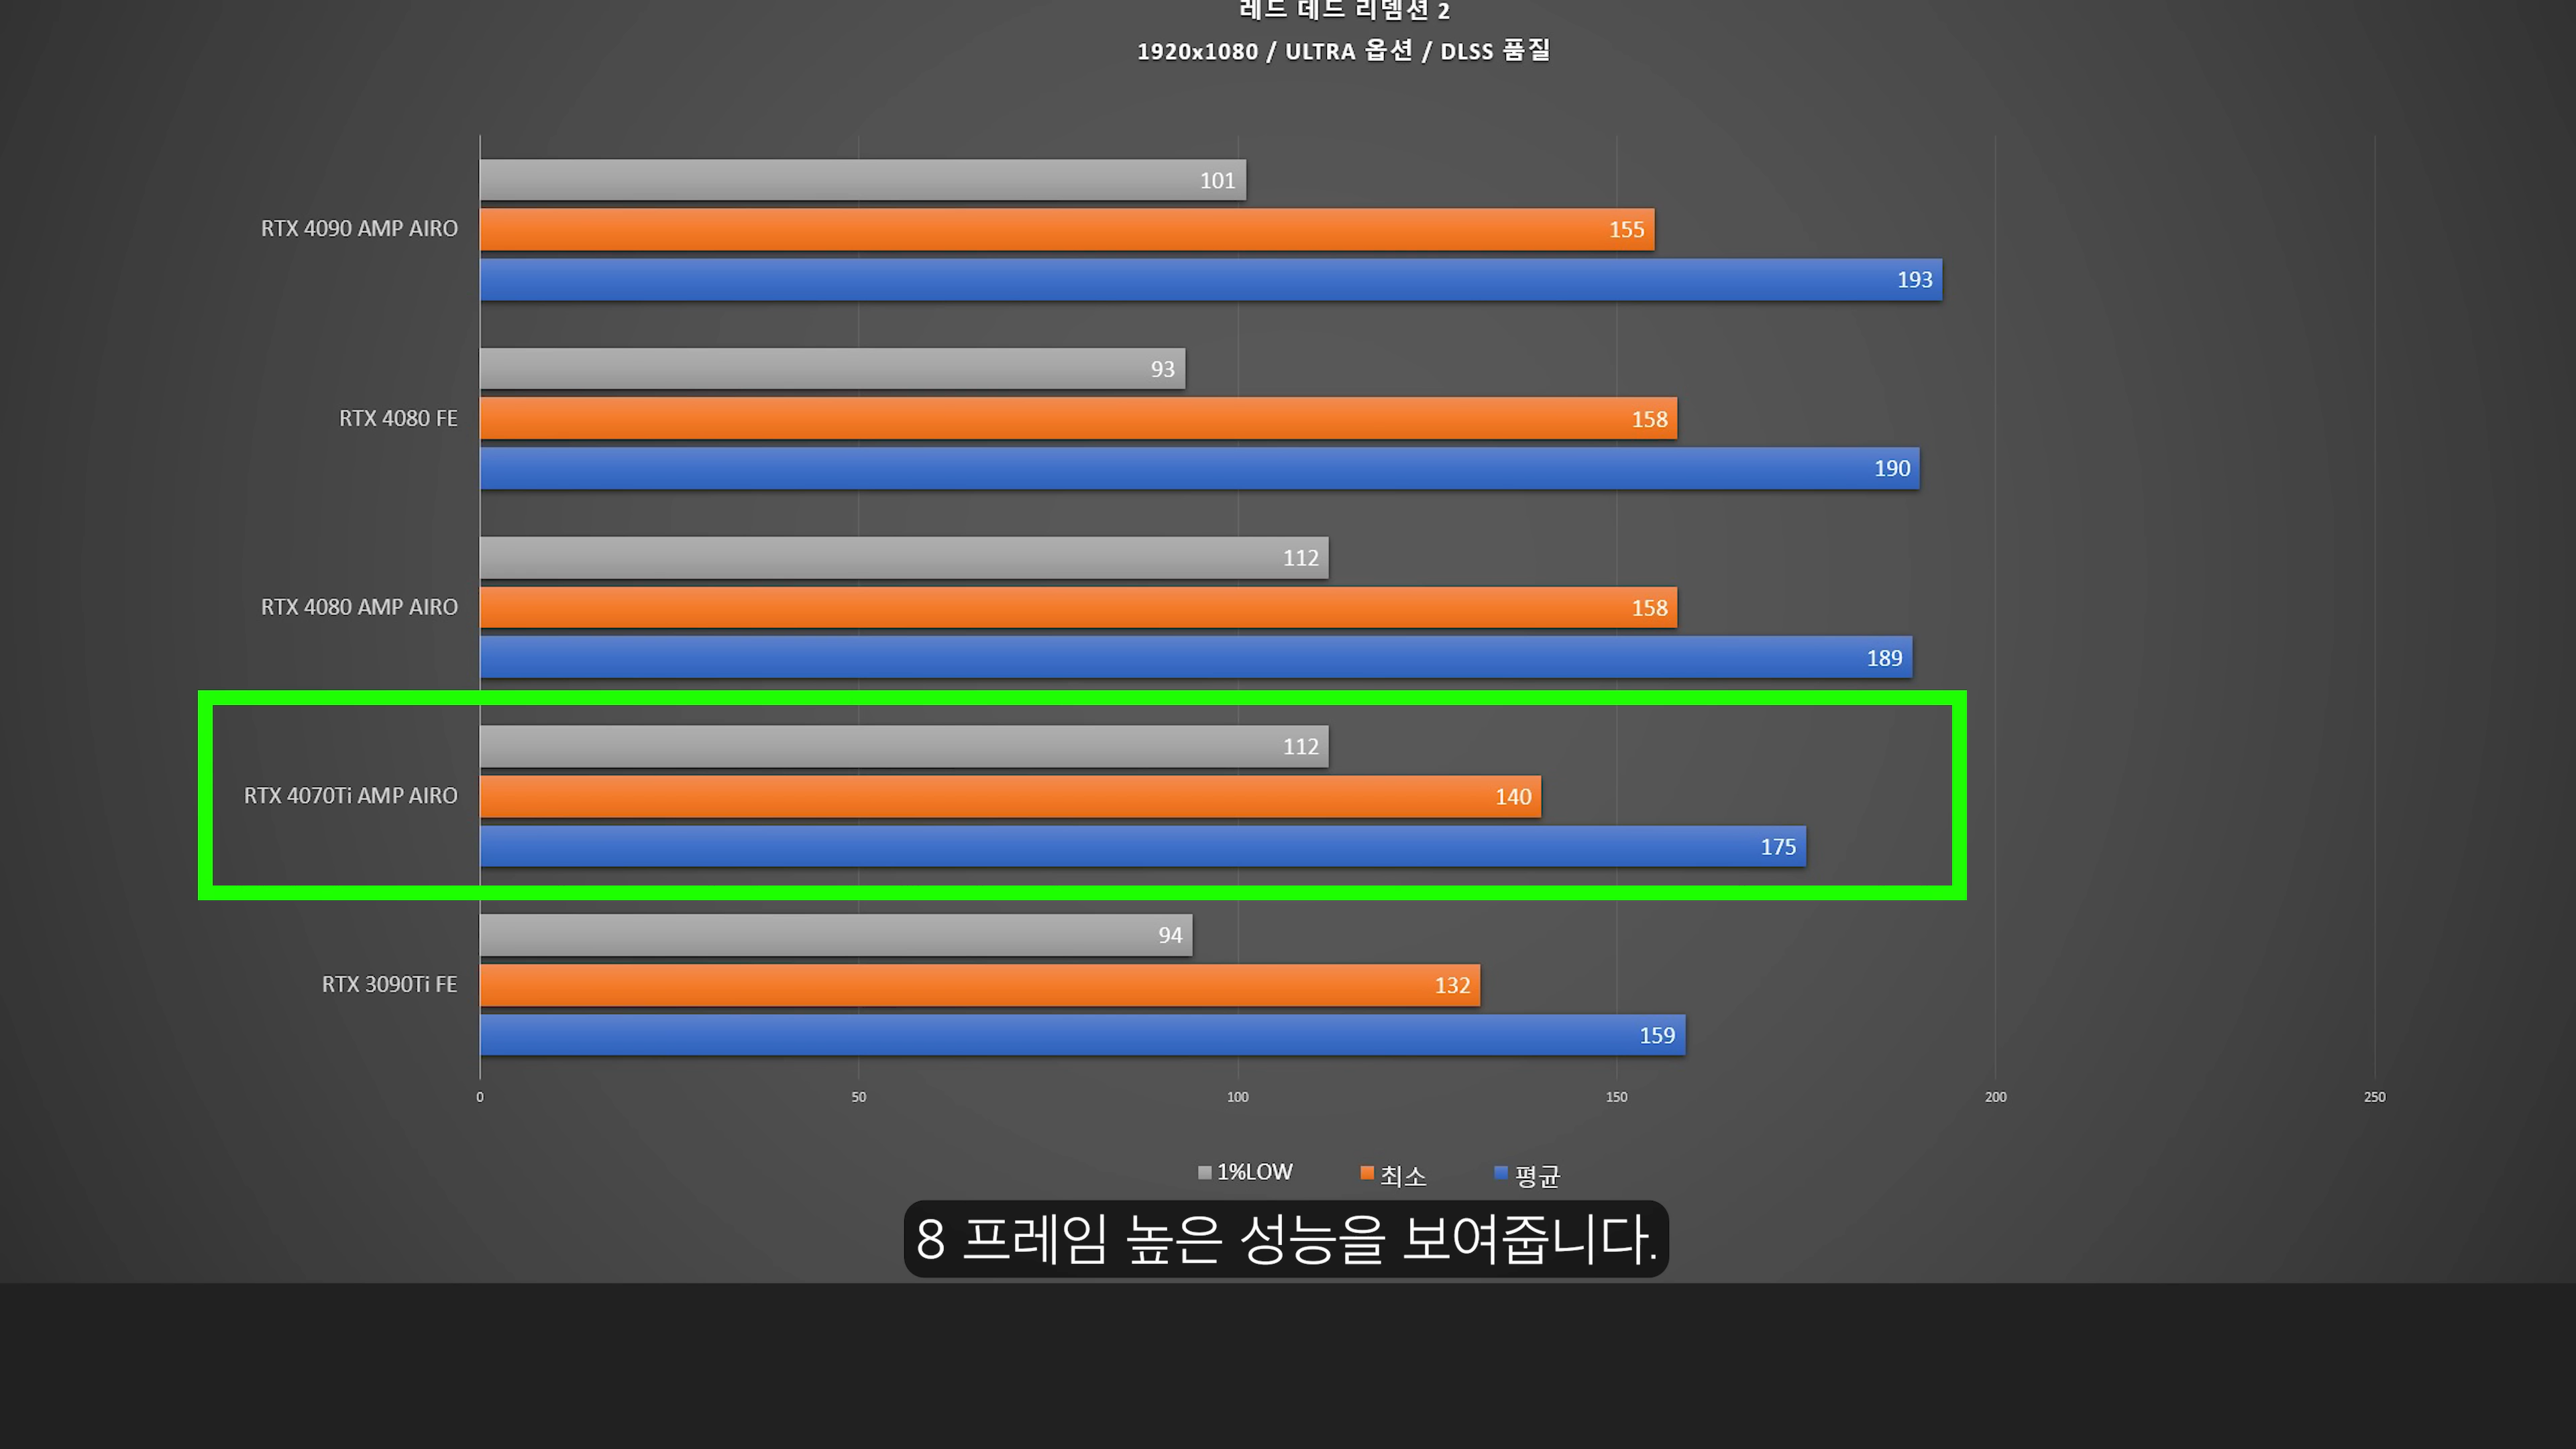 레드 데드 리뎀션 2
1920x1080 / ULTRA 옵션 / DLSS 품질
101
RTX 4090 AMP AIRO
155
193
93
RTX 4080 FE
158
190
112
RTX 4080 AMP AIRO
158
189
112
RTX 4070Ti AMP AIRO
140
175
94
RTX 3090Ti FE
132
159
0 50 100 150 200 250
1%LOW 최소 평균
8 프레임 높은 성능을 보여줍니다.